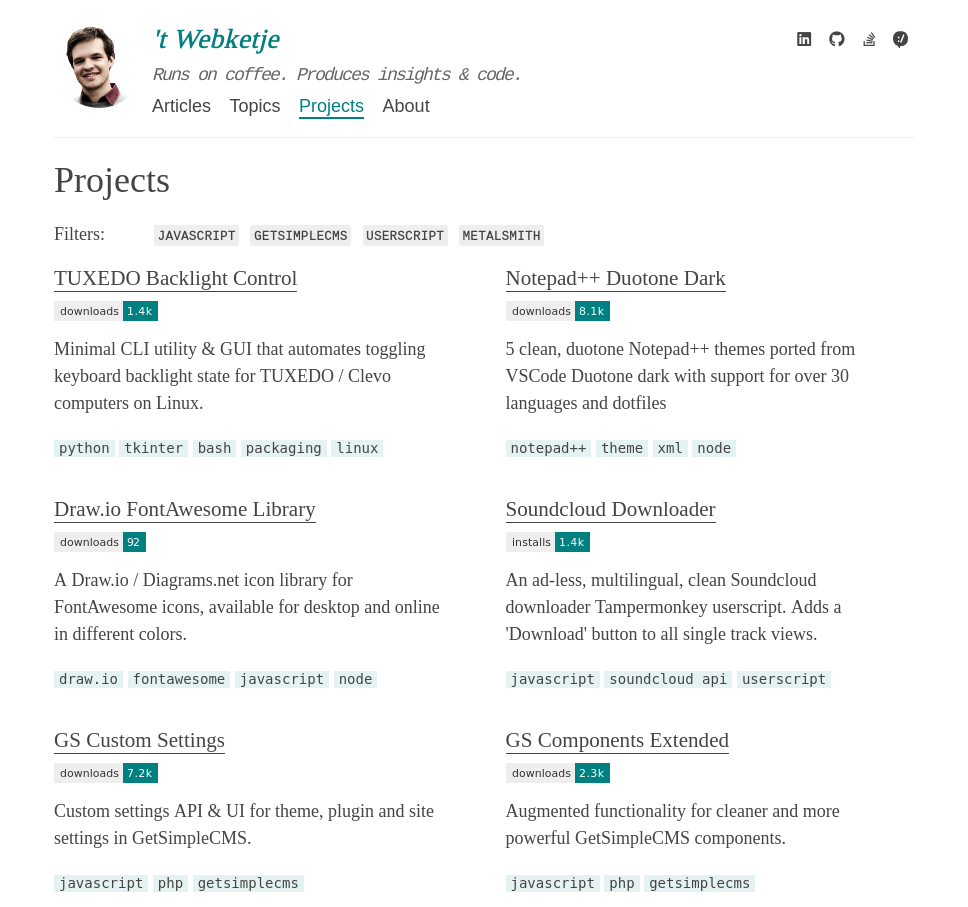 't Webketje
Runs on coffee. Produces insights & code.
Articles Topics Projects About
Projects
Filters: JAVASCRIPT GETSIMPLECMS USERSCRIPT METALSMITH
TUXEDO Backlight Control
downloads 1.4k
Minimal CLI utility & GUI that automates toggling
keyboard backlight state for TUXEDO / Clevo
computers on Linux.
python tkinter bash packaging linux
Notepad++ Duotone Dark
downloads 8.1k
5 clean, duotone Notepad++ themes ported from
VSCode Duotone dark with support for over 30
languages and dotfiles
notepad++ theme xml node
Draw.io FontAwesome Library
downloads 92
A Draw.io / Diagrams.net icon library for
FontAwesome icons, available for desktop and online
in different colors.
draw.io fontawesome javascript node
Soundcloud Downloader
installs 1.4k
An ad-less, multilingual, clean Soundcloud
downloader Tampermonkey userscript. Adds a
'Download' button to all single track views.
javascript soundcloud api userscript
GS Custom Settings
downloads 7.2k
Custom settings API & UI for theme, plugin and site
settings in GetSimpleCMS.
javascript php getsimplecms
GS Components Extended
downloads 2.3k
Augmented functionality for cleaner and more
powerful GetSimpleCMS components.
javascript php getsimplecms